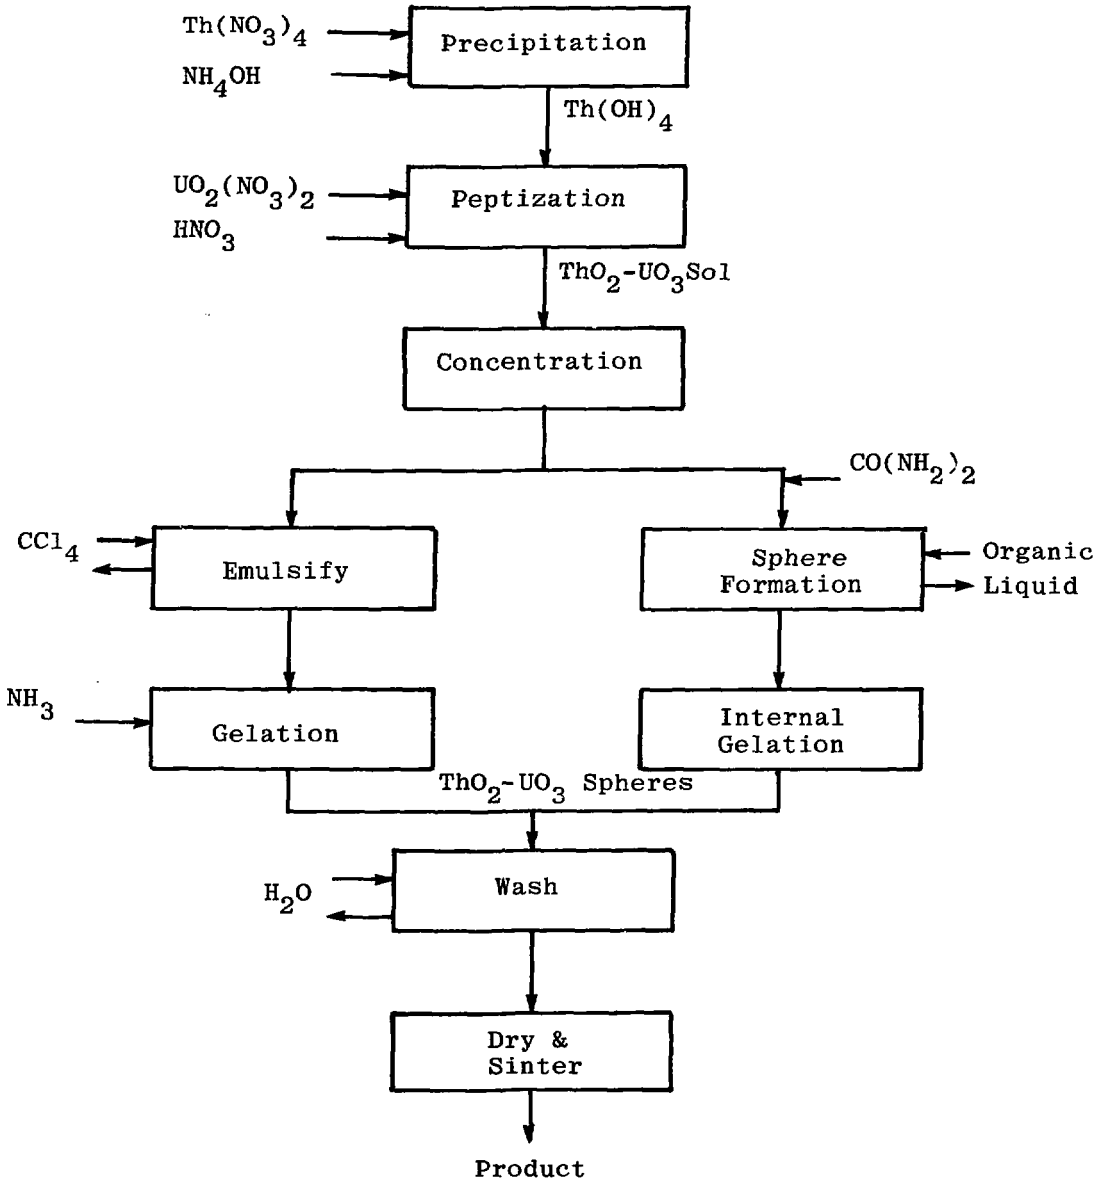 Th(NO3)4
Precipitation
NH4OH
Th(OH)4
UO2(NO3)2
Peptization
HNO3
ThO2-UO3Sol
Concentration
CO(NH2)2
CCl4
Emulsify
Sphere
Formation
Organic
Liquid
NH3
Gelation
Internal
Gelation
ThO2-UO3 Spheres
H2O
Wash
Dry &
Sinter
Product